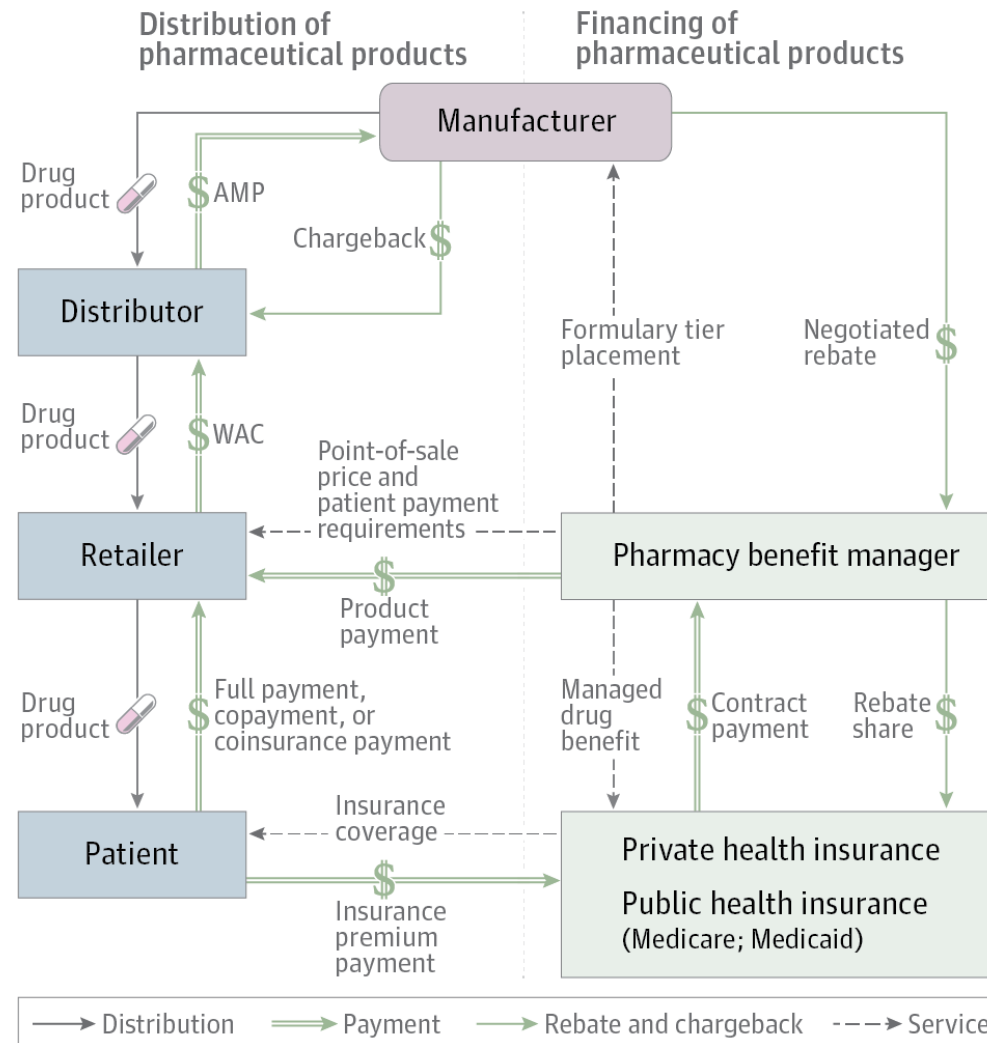 Distribution of
pharmaceutical products
Financing of
pharmaceutical products
Manufacturer
Drug
product
$
AMP
Chargeback
$
Distributor
Formulary tier
placement
Negotiated
rebate
$
Drug
product
$
WAC
Point-of-sale
price and
patient payment
requirements
Retailer
$
Product
payment
Pharmacy benefit manager
Drug
product
$
Full payment,
copayment, or
coinsurance payment
Managed
drug
benefit
$
Contract
payment
Rebate
share
$
Insurance
coverage
Patient
$
Insurance
premium
payment
Private health insurance
Public health insurance
(Medicare; Medicaid)
Distribution
Payment
Rebate and chargeback
Service